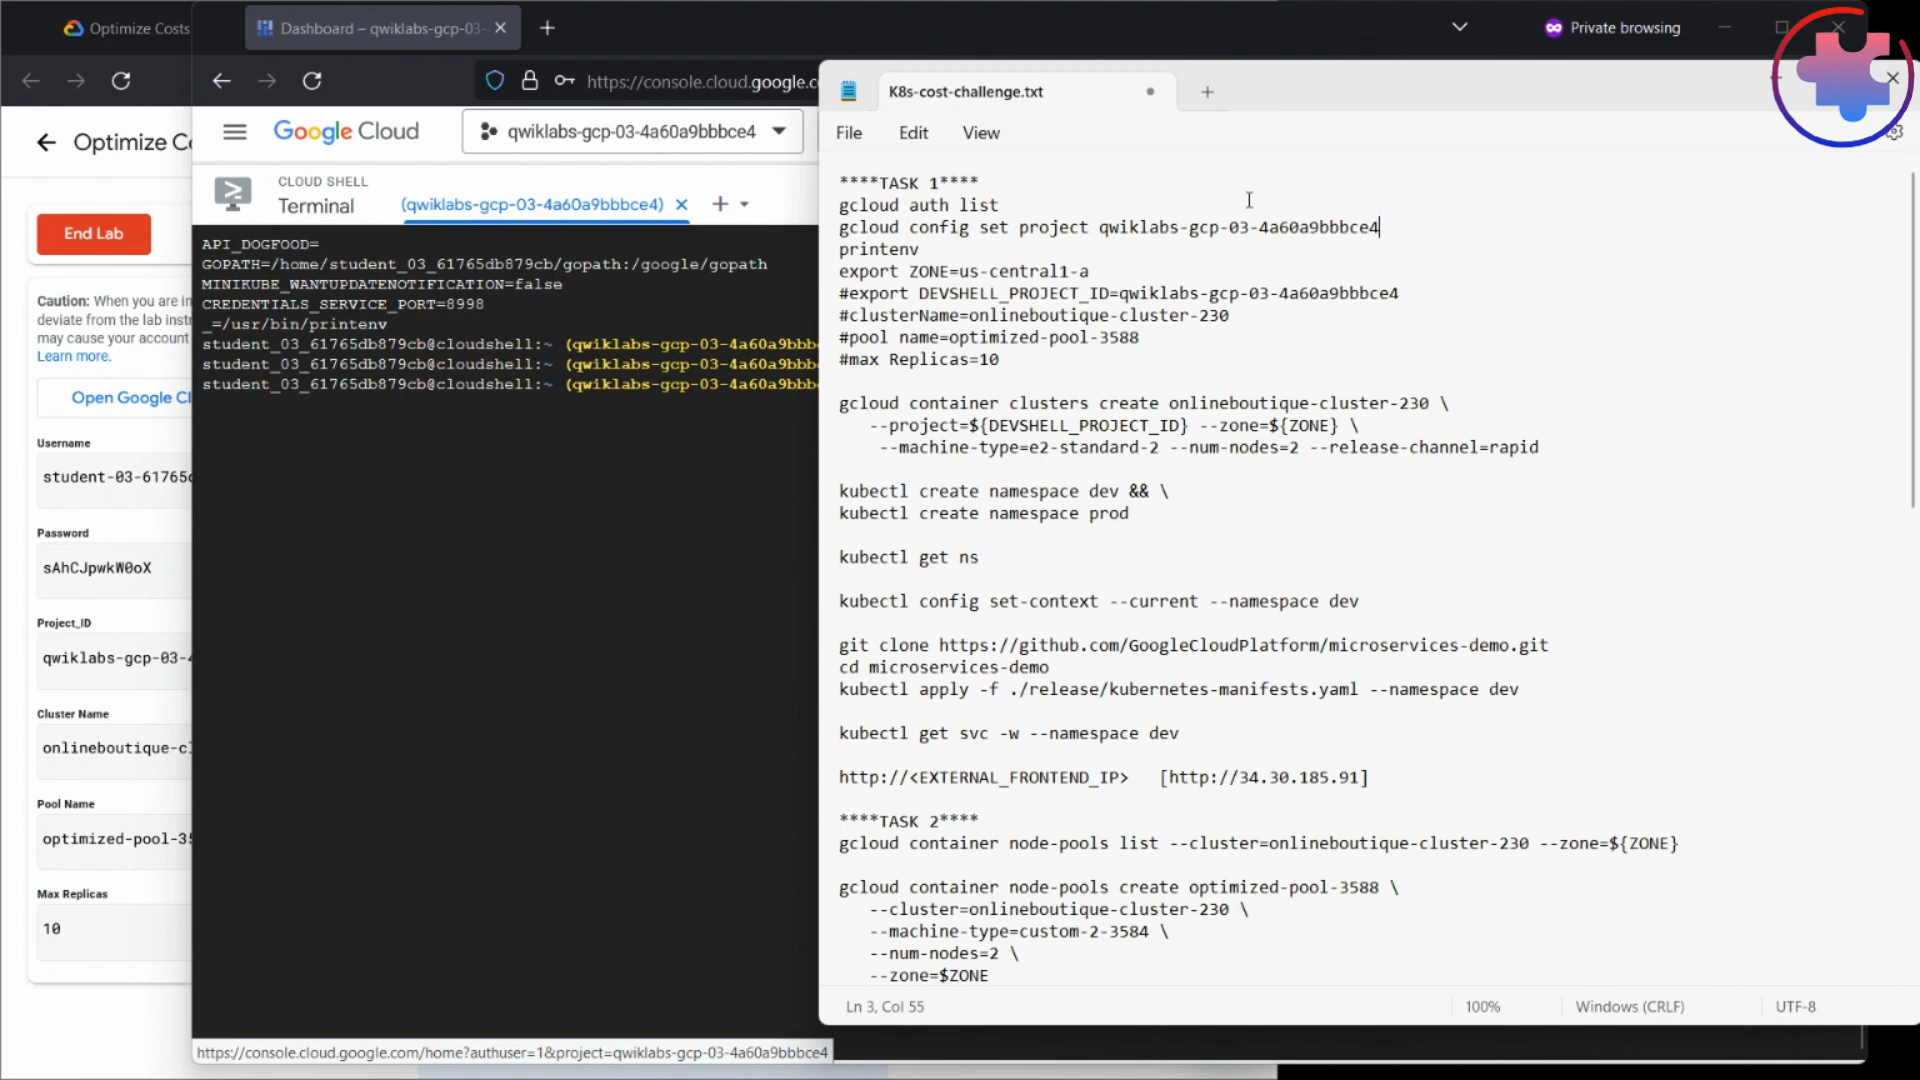 Optimize Costs
Dashboard – qwiklabs-gcp-03-
Private browsing
https://console.cloud.google.c
K8s-cost-challenge.txt
Google Cloud
qwiklabs-gcp-03-4a60a9bbbce4
File Edit View
Optimize Co
CLOUD SHELL
Terminal
(qwiklabs-gcp-03-4a60a9bbbce4)
End Lab
Caution: When you are in
deviate from the lab instr
may cause your account
Learn more.
Open Google Cl
Username
student-03-61765c
Password
sAhCJpwkW0oX
Project_ID
qwiklabs-gcp-03-4
Cluster Name
onlineboutique-cl
Pool Name
optimized-pool-35
Max Replicas
10
API_DOGFOOD=
GOPATH=/home/student_03_61765db879cb/gopath:/google/gopath
MINIKUBE_WANTUPDATENOTIFICATION=false
CREDENTIALS_SERVICE_PORT=8998
_=/usr/bin/printenv
student_03_61765db879cb@cloudshell:~ (qwiklabs-gcp-03-4a60a9bbb
student_03_61765db879cb@cloudshell:~ (qwiklabs-gcp-03-4a60a9bbb
student_03_61765db879cb@cloudshell:~ (qwiklabs-gcp-03-4a60a9bbb
****TASK 1****
gcloud auth list
gcloud config set project qwiklabs-gcp-03-4a60a9bbbce4
printenv
export ZONE=us-central1-a
#export DEVSHELL_PROJECT_ID=qwiklabs-gcp-03-4a60a9bbbce4
#clusterName=onlineboutique-cluster-230
#pool name=optimized-pool-3588
#max Replicas=10
gcloud container clusters create onlineboutique-cluster-230 \
--project=${DEVSHELL_PROJECT_ID} --zone=${ZONE} \
--machine-type=e2-standard-2 --num-nodes=2 --release-channel=rapid
kubectl create namespace dev && \
kubectl create namespace prod
kubectl get ns
kubectl config set-context --current --namespace dev
git clone https://github.com/GoogleCloudPlatform/microservices-demo.git
cd microservices-demo
kubectl apply -f ./release/kubernetes-manifests.yaml --namespace dev
kubectl get svc -w --namespace dev
http://<EXTERNAL_FRONTEND_IP> [http://34.30.185.91]
****TASK 2****
gcloud container node-pools list --cluster=onlineboutique-cluster-230 --zone=${ZONE}
gcloud container node-pools create optimized-pool-3588 \
--cluster=onlineboutique-cluster-230 \
--machine-type=custom-2-3584 \
--num-nodes=2 \
--zone=$ZONE
Ln 3, Col 55
100%
Windows (CRLF)
UTF-8
https://console.cloud.google.com/home?authuser=1&project=qwiklabs-gcp-03-4a60a9bbbce4